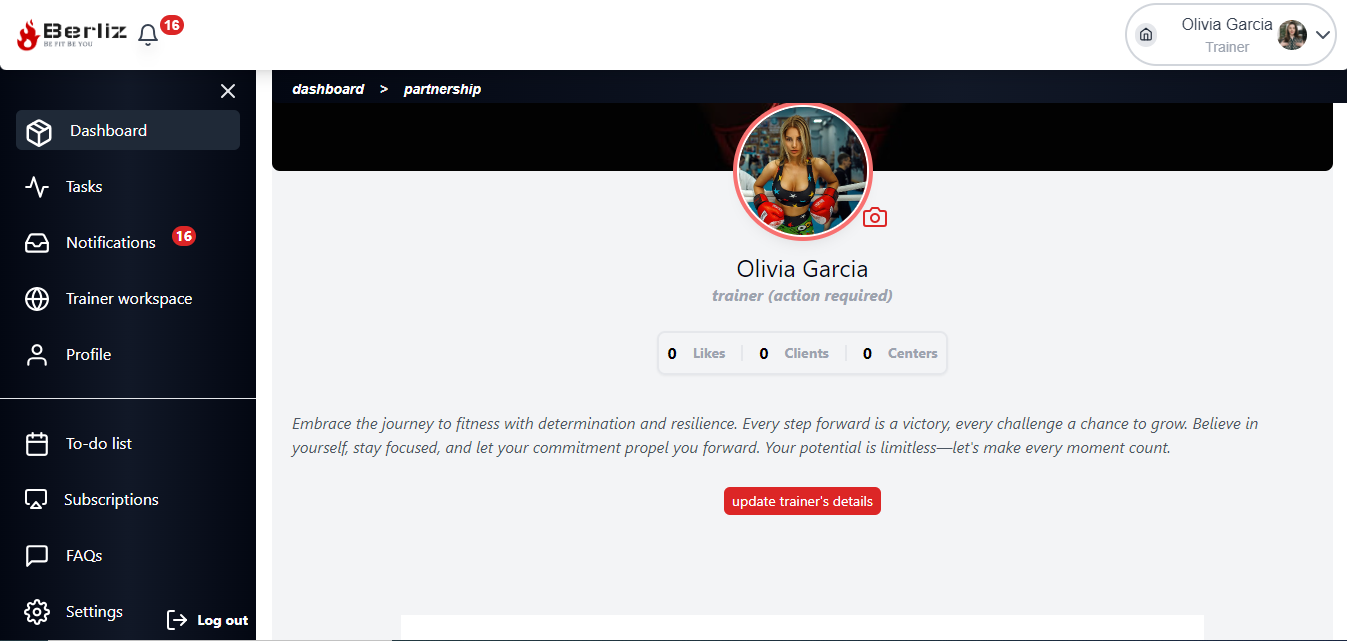 Berliz
BE FIT BE YOU
16
Olivia Garcia
Trainer
dashboard > partnership
Dashboard
Tasks
Notifications 16
Trainer workspace
Profile
To-do list
Subscriptions
FAQs
Settings
Log out
Olivia Garcia
trainer (action required)
0 Likes 0 Clients 0 Centers
Embrace the journey to fitness with determination and resilience. Every step forward is a victory, every challenge a chance to grow. Believe in
yourself, stay focused, and let your commitment propel you forward. Your potential is limitless—let's make every moment count.
update trainer's details